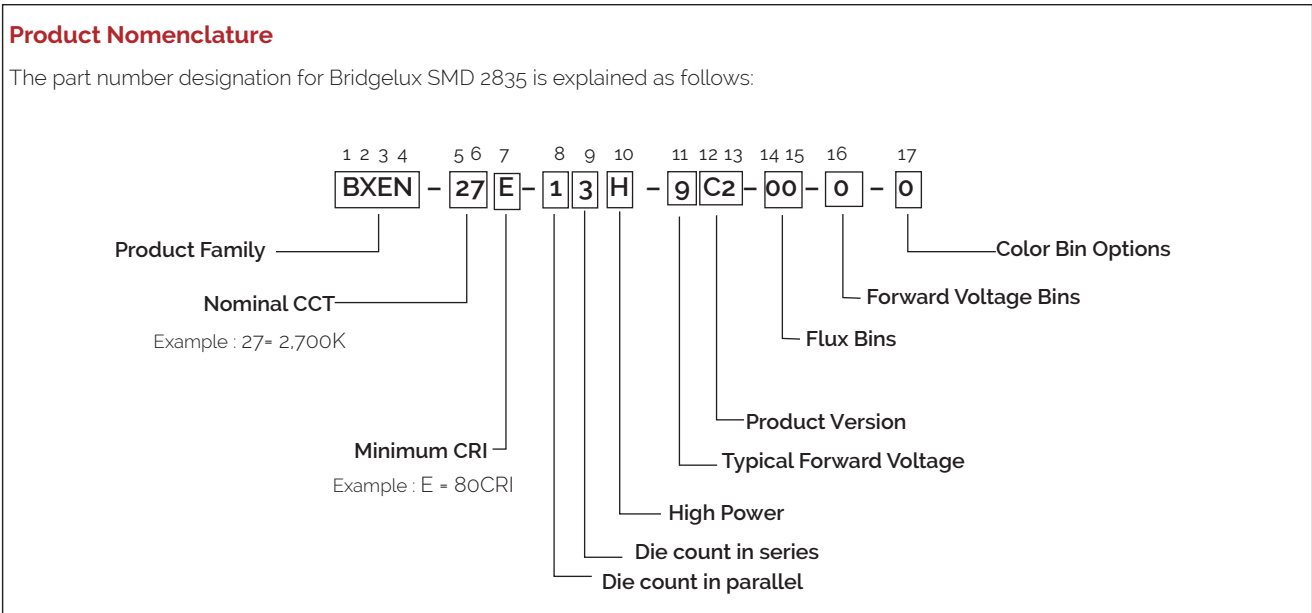 Product Nomenclature
The part number designation for Bridgelux SMD 2835 is explained as follows:
1 2 3 4 5 6 7 8 9 10 11 12 13 14 15 16 17
BXEN – 27 E – 1 3 H – 9 C2 – 00 – 0 – 0
Product Family
Color Bin Options
Nominal CCT
Forward Voltage Bins
Example : 27= 2,700K
Flux Bins
Product Version
Minimum CRI
Typical Forward Voltage
Example : E = 80CRI
High Power
Die count in series
Die count in parallel